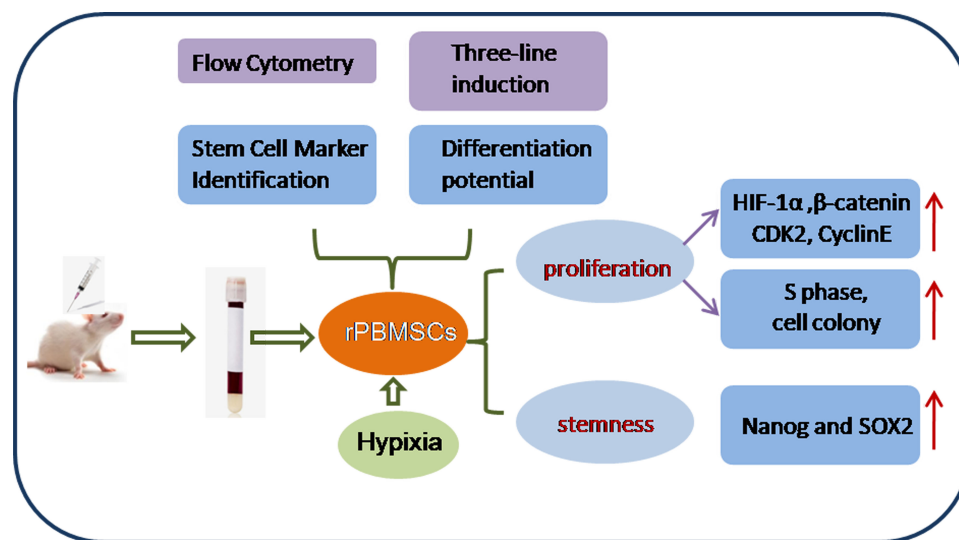 Flow Cytometry
Three-line
induction
Stem Cell Marker
Identification
Differentiation
potential
HIF-1α ,β-catenin
CDK2, CyclinE
proliferation
S phase,
cell colony
rPBMSCs
Hypixia
stemness
Nanog and SOX2